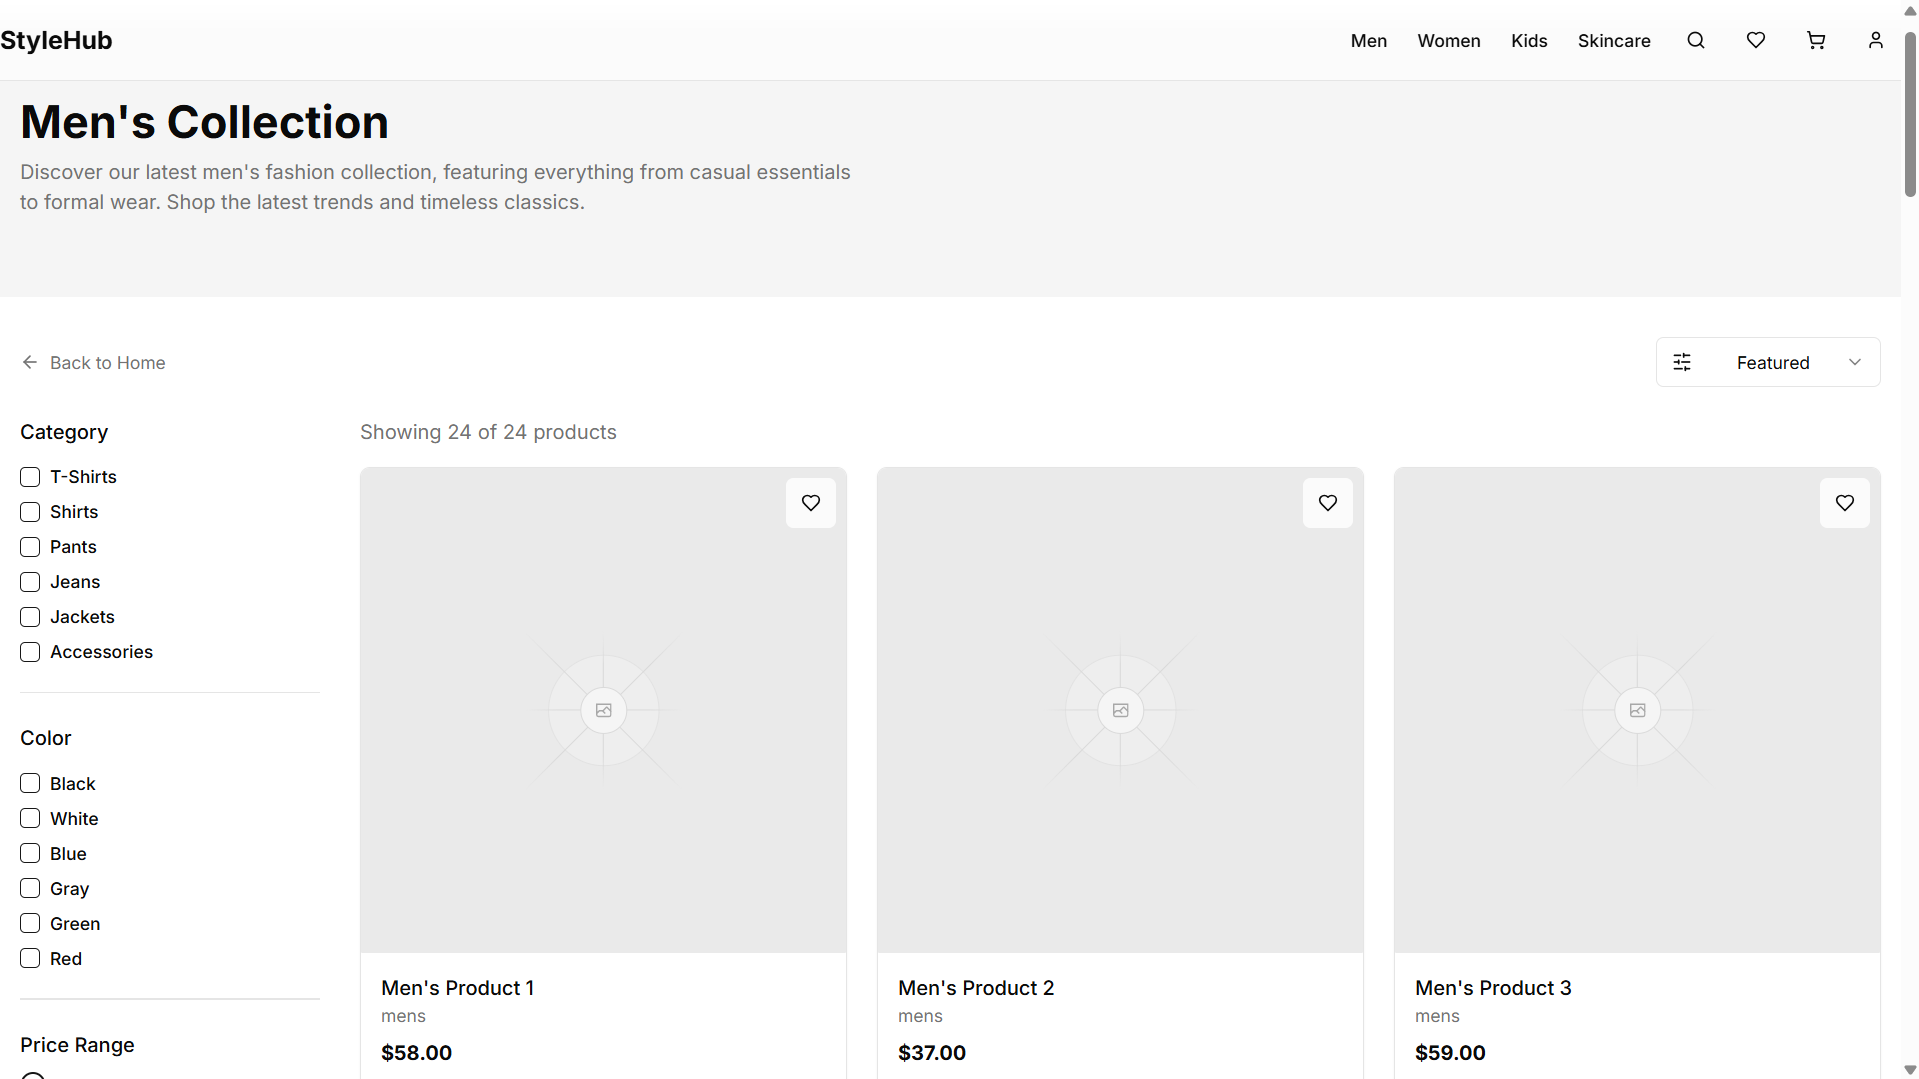 StyleHub
Men
Women
Kids
Skincare
Men's Collection
Discover our latest men's fashion collection, featuring everything from casual essentials
to formal wear. Shop the latest trends and timeless classics.
Back to Home
Featured
Category
T-Shirts
Shirts
Pants
Jeans
Jackets
Accessories
Color
Black
White
Blue
Gray
Green
Red
Price Range
Showing 24 of 24 products
Men's Product 1
mens
$58.00
Men's Product 2
mens
$37.00
Men's Product 3
mens
$59.00